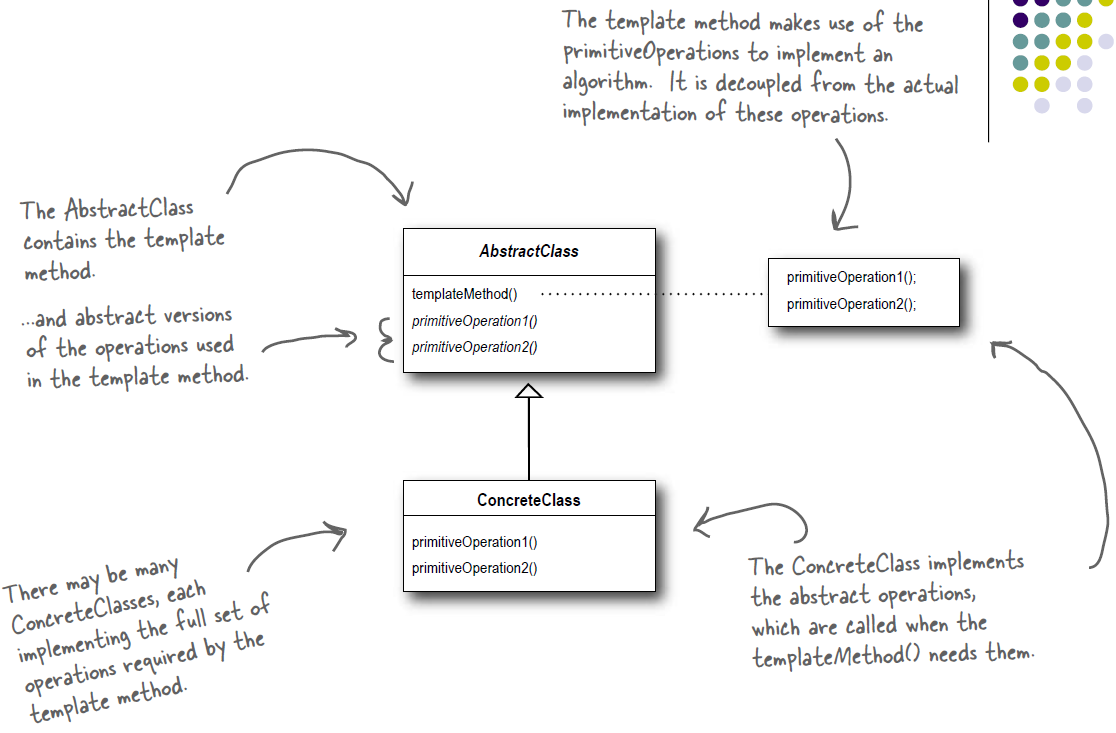 The template method makes use of the
primitiveOperations to implement an
algorithm. It is decoupled from the actual
implementation of these operations.
The AbstractClass
contains the template
method.
...and abstract versions
of the operations used
in the template method.
AbstractClass
templateMethod()
primitiveOperation1()
primitiveOperation2()
primitiveOperation1();
primitiveOperation2();
ConcreteClass
primitiveOperation1()
primitiveOperation2()
There may be many
ConcreteClasses, each
implementing the full set of
operations required by the
template method.
The ConcreteClass implements
the abstract operations,
which are called when the
templateMethod() needs them.